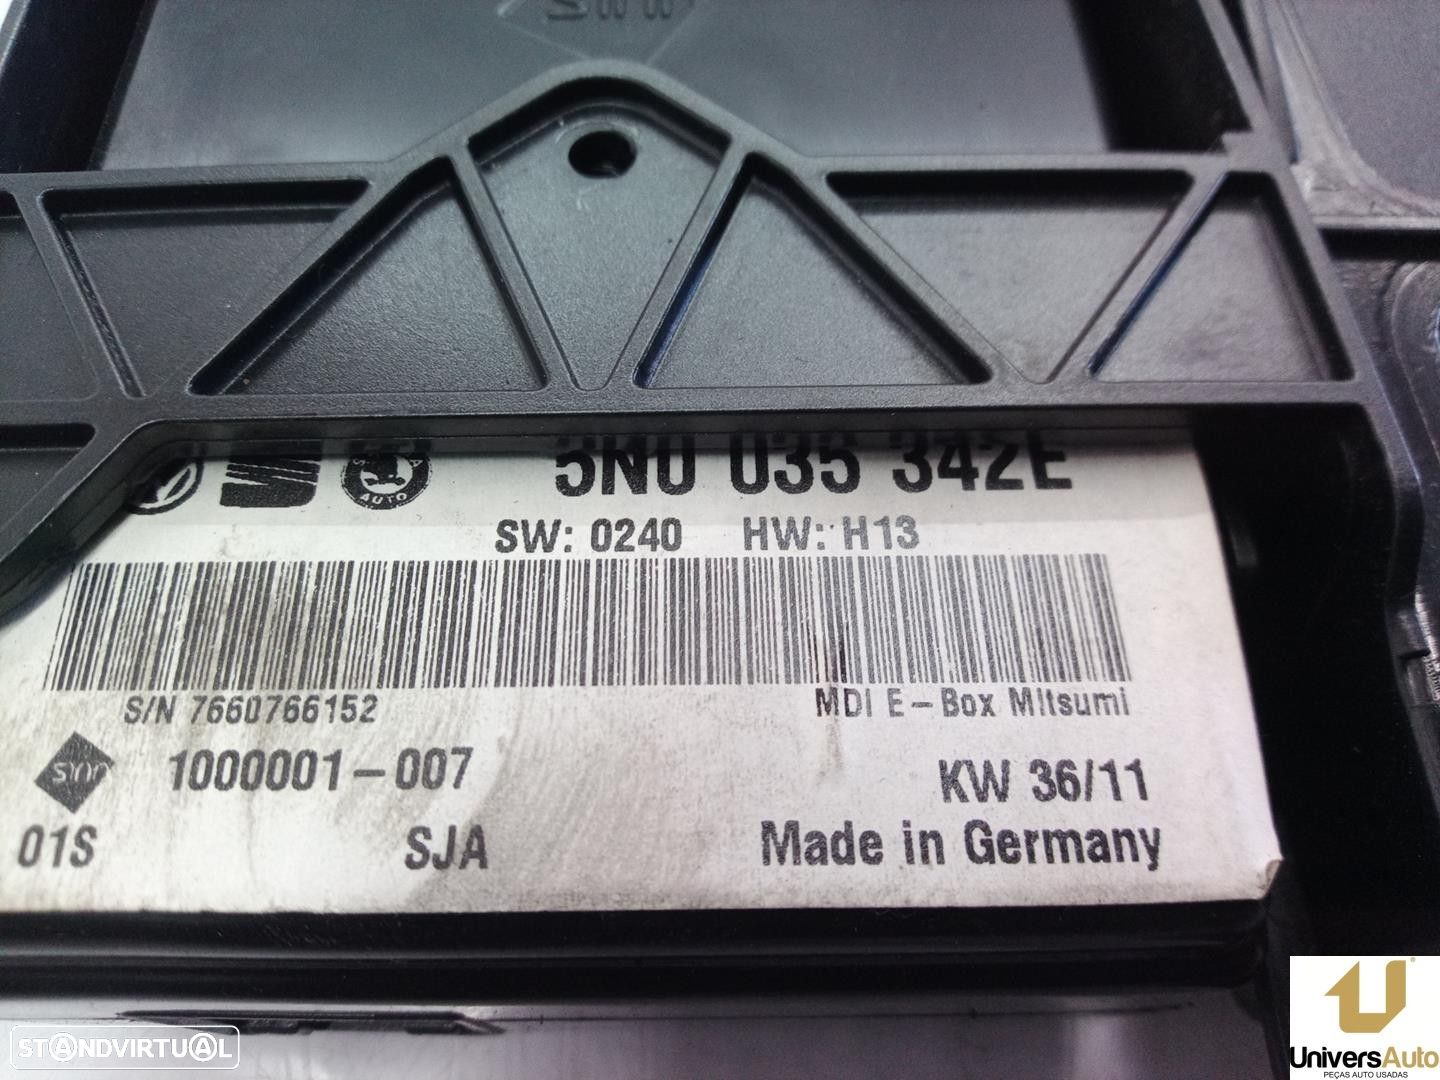 5N0 035 342E
AUTO
SW: 0240 HW: H13
S/N 7660766152 MDI E-Box Mitsumi
1000001-007 KW 36/11
01S SJA Made in Germany
STANDVIRTUAL
UniversAuto
PEÇAS AUTO USADAS